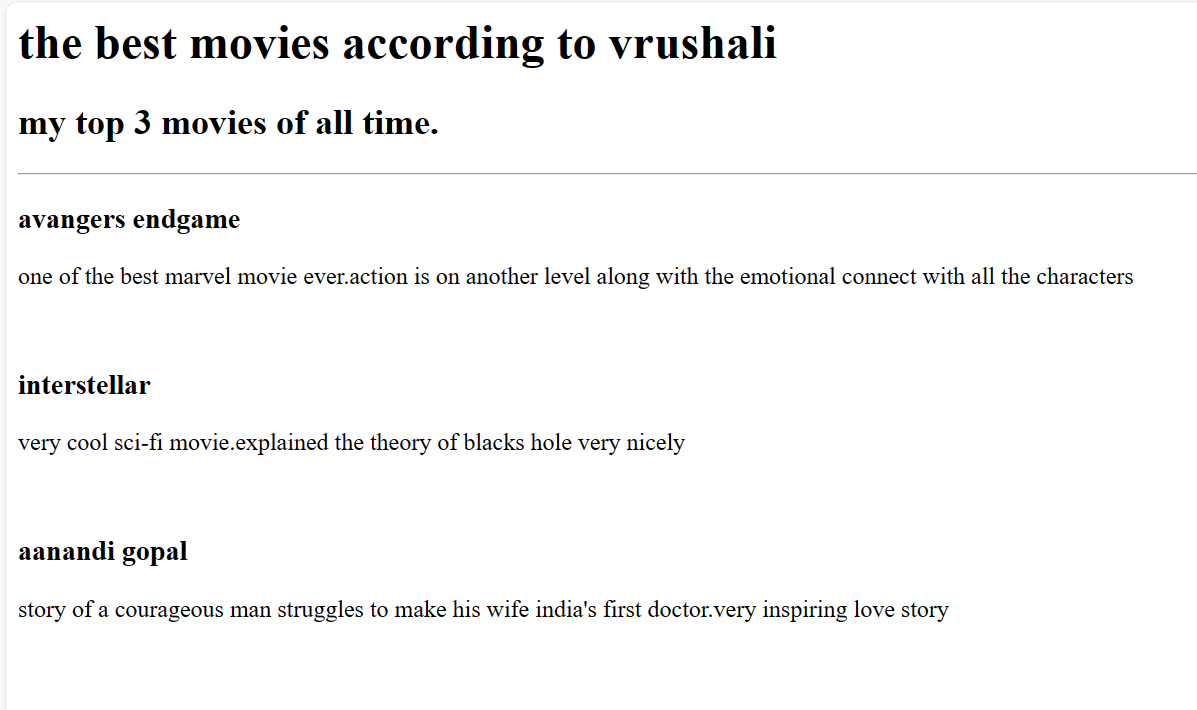 the best movies according to vrushali
my top 3 movies of all time.
avangers endgame
one of the best marvel movie ever.action is on another level along with the emotional connect with all the characters
interstellar
very cool sci-fi movie.explained the theory of blacks hole very nicely
aanandi gopal
story of a courageous man struggles to make his wife india's first doctor.very inspiring love story